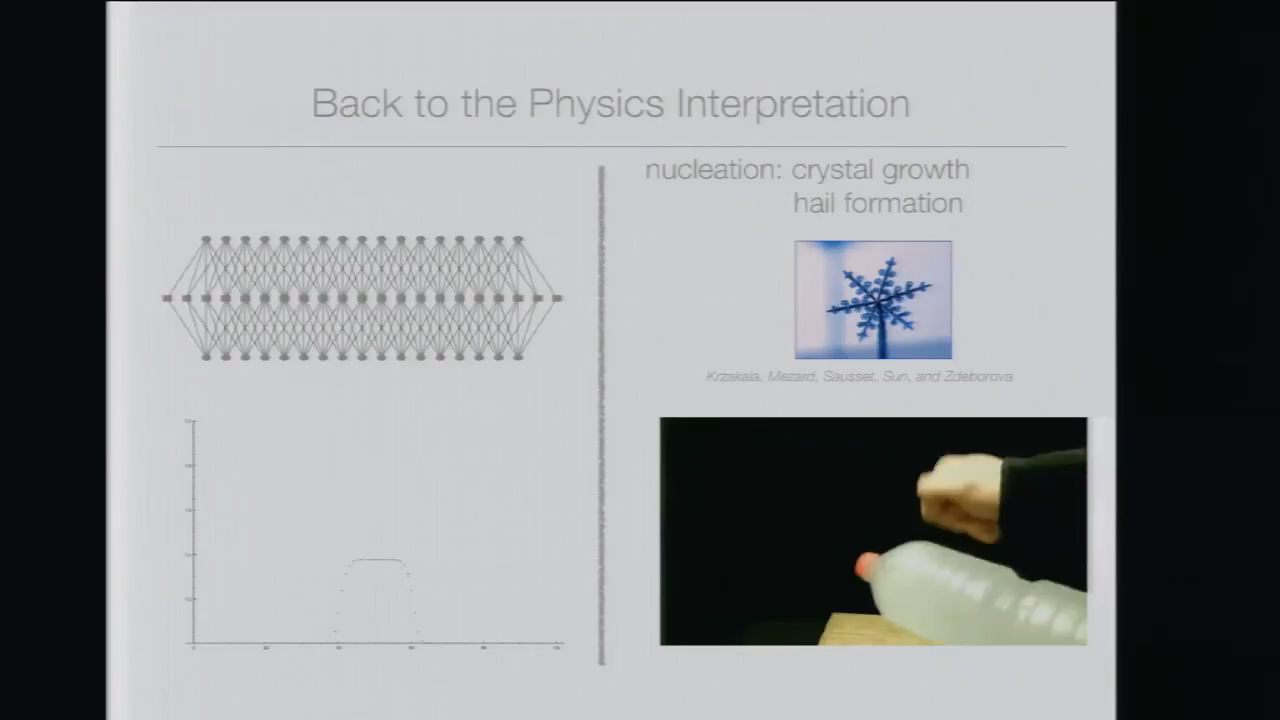 Back to the Physics Interpretation
nucleation: crystal growth
hail formation
Krzakala, Mezard, Sausset, Sun, and Zdeborova